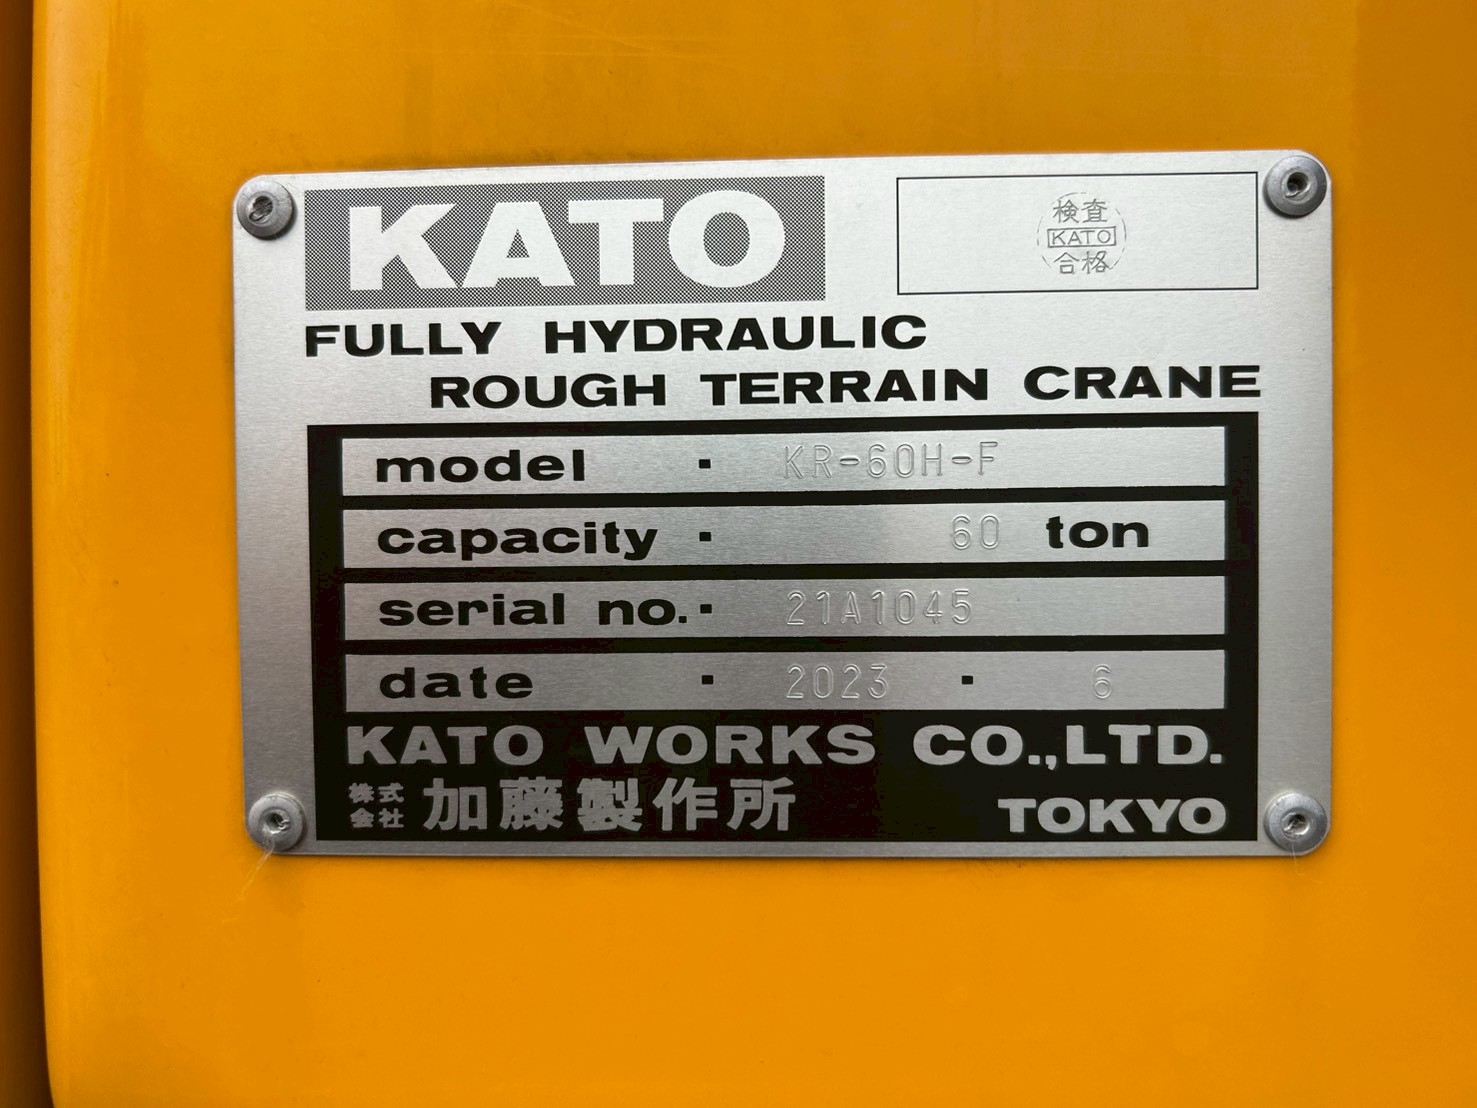 KATO
検査
KATO
合格
FULLY HYDRAULIC
ROUGH TERRAIN CRANE
model · KR-60H-F
capacity · 60 ton
serial no. · 21A1045
date · 2023 · 6
KATO WORKS CO.,LTD.
株式会社 加藤製作所 TOKYO